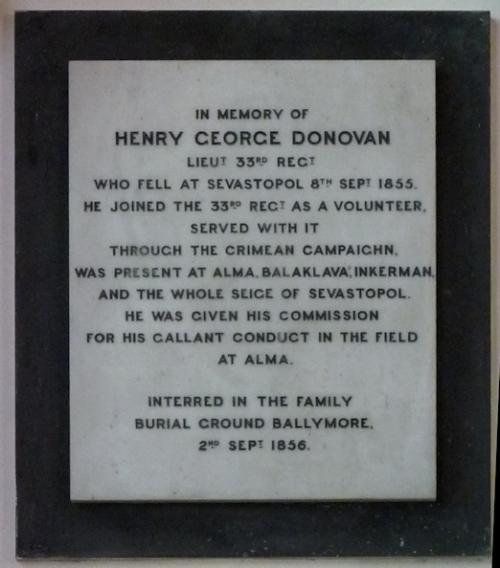 IN MEMORY OF
HENRY GEORGE DONOVAN
LIEUT 33RD REGT
WHO FELL AT SEVASTOPOL 8TH SEPT 1855.
HE JOINED THE 33RD REGT AS A VOLUNTEER,
SERVED WITH IT
THROUGH THE CRIMEAN CAMPAIGHN,
WAS PRESENT AT ALMA, BALAKLAVA, INKERMAN,
AND THE WHOLE SEIGE OF SEVASTOPOL.
HE WAS GIVEN HIS COMMISSION
FOR HIS GALLANT CONDUCT IN THE FIELD
AT ALMA.
INTERRED IN THE FAMILY
BURIAL GROUND BALLYMORE,
2ND SEPT 1856.